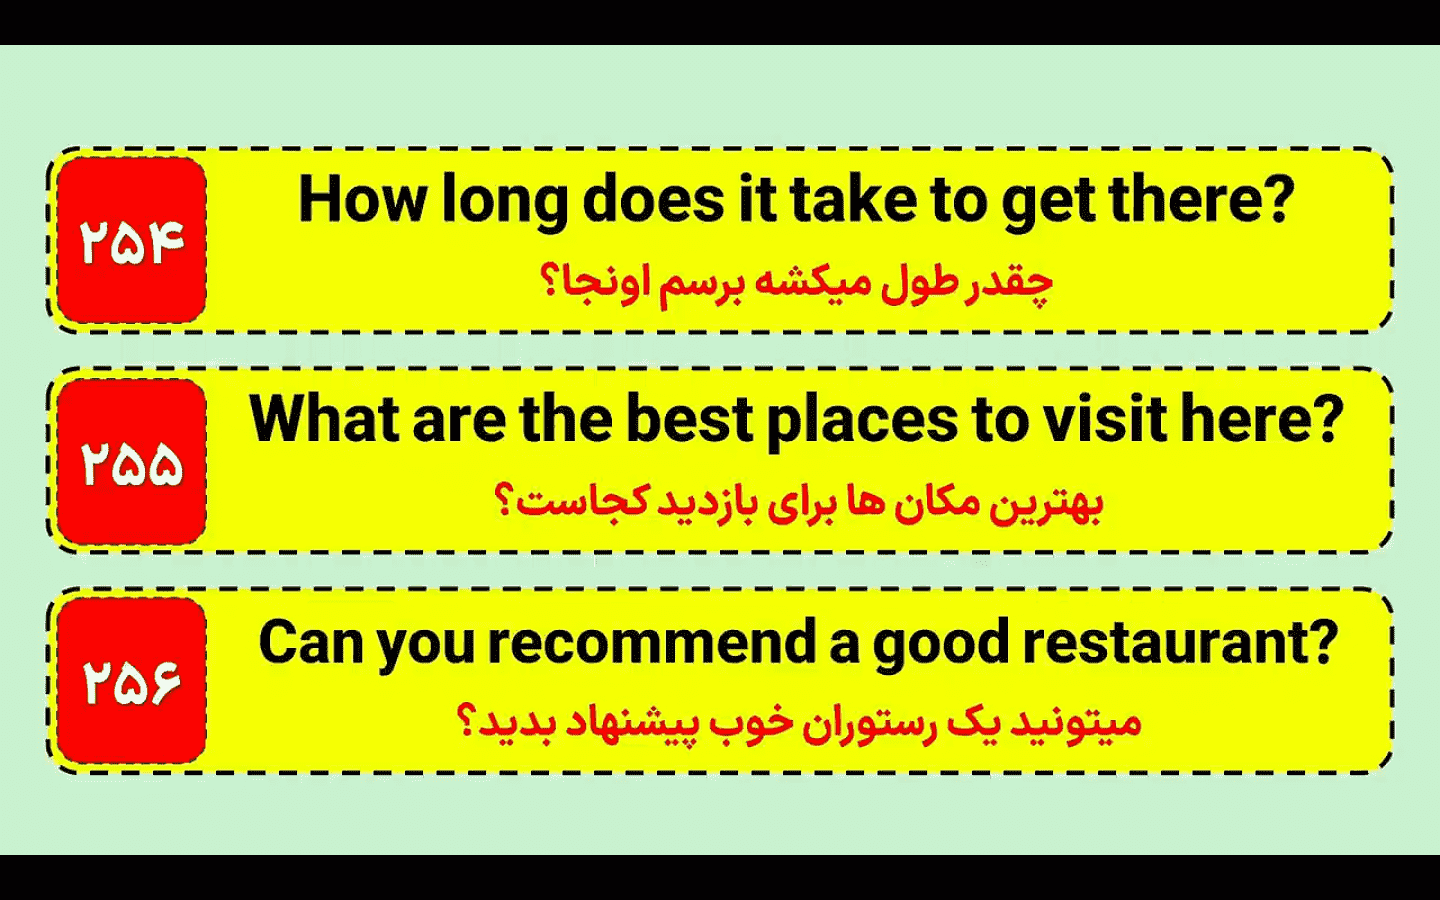 ۲۵۴
How long does it take to get there?
چقدر طول میکشه برسم اونجا؟
۲۵۵
What are the best places to visit here?
بهترین مکان ها برای بازدید کجاست؟
۲۵۶
Can you recommend a good restaurant?
میتونید یک رستوران خوب پیشنهاد بدید؟